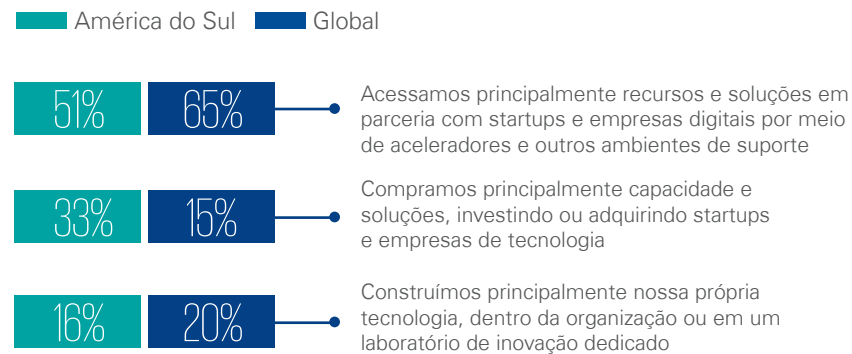 América do Sul Global
51% 65% Acessamos principalmente recursos e soluções em
parceria com startups e empresas digitais por meio
de aceleradores e outros ambientes de suporte
33% 15% Compramos principalmente capacidade e
soluções, investindo ou adquirindo startups
e empresas de tecnologia
16% 20% Construímos principalmente nossa própria
tecnologia, dentro da organização ou em um
laboratório de inovação dedicado